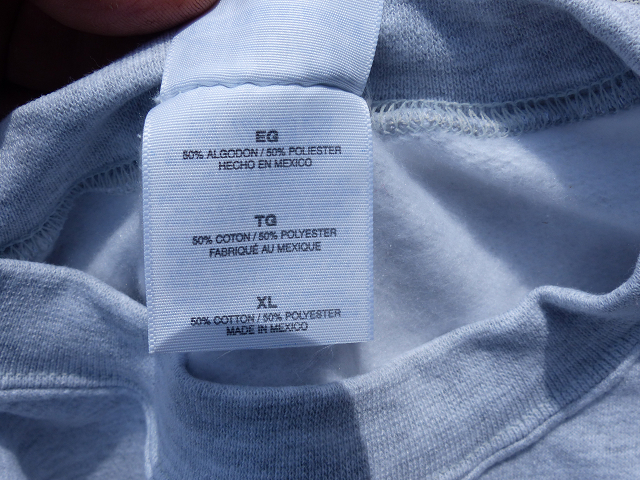 EG
50% ALGODON / 50% POLIESTER
HECHO EN MEXICO
TG
50% COTON / 50% POLYESTER
FABRIQUÉ AU MEXIQUE
XL
50% COTTON / 50% POLYESTER
MADE IN MEXICO